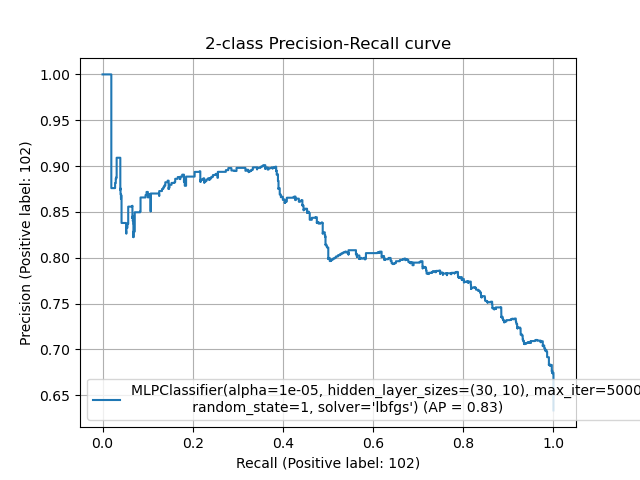 2-class Precision-Recall curve
1.00
0.95
0.90
0.85
0.80
0.75
0.70
0.65
Precision (Positive label: 102)
MLPClassifier(alpha=1e-05, hidden_layer_sizes=(30, 10), max_iter=5000
random_state=1, solver='lbfgs') (AP = 0.83)
0.0 0.2 0.4 0.6 0.8 1.0
Recall (Positive label: 102)